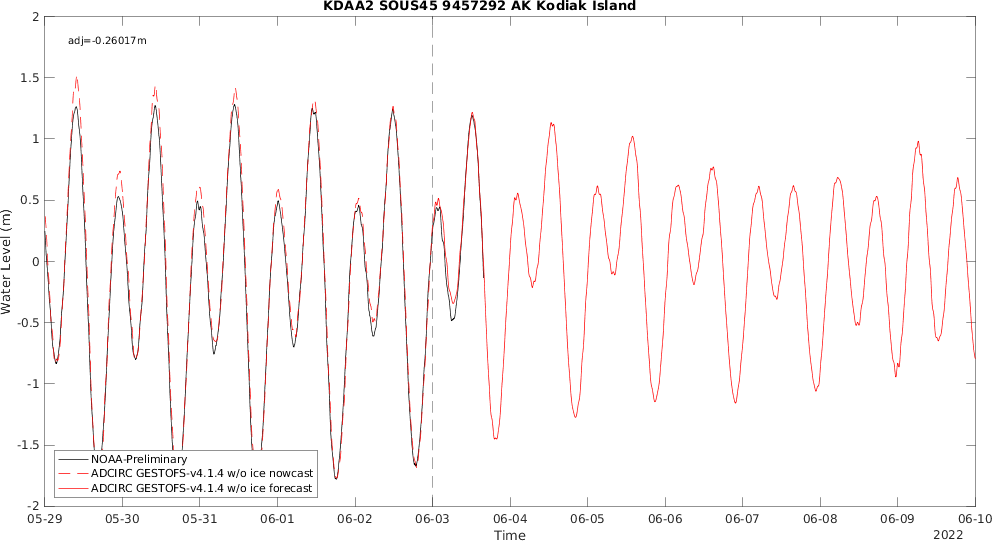 KDAA2 SOUS45 9457292 AK Kodiak Island
adj=-0.26017m
2
1.5
1
0.5
0
-0.5
-1
-1.5
-2
Water Level (m)
NOAA-Preliminary
ADCIRC GESTOFS-v4.1.4 w/o ice nowcast
ADCIRC GESTOFS-v4.1.4 w/o ice forecast
05-29 05-30 05-31 06-01 06-02 06-03 06-04 06-05 06-06 06-07 06-08 06-09 06-10
Time
2022